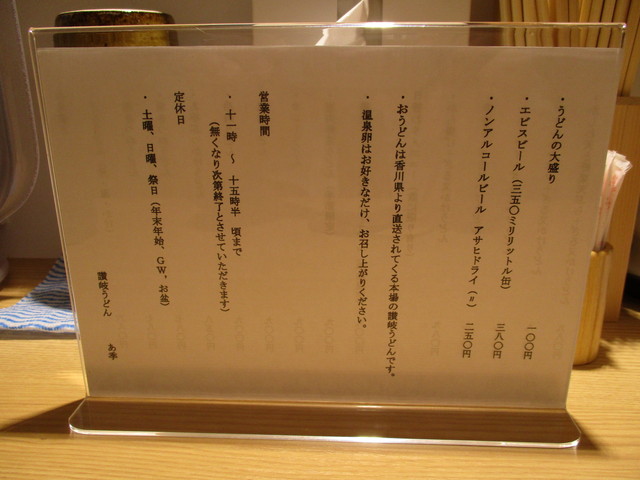 ・うどんの大盛り　一〇〇円
・エビスビール（三五〇ミリリットル缶）　三八〇円
・ノンアルコールビール　アサヒドライ（〃）　二五〇円
・おうどんは香川県より直送されてくる本場の讃岐うどんです。
・温泉卵はお好きなだけ、お召し上がりください。
営業時間
・十一時　～　十五時半　頃まで
（無くなり次第終了とさせていただきます）
定休日
・土曜、日曜、祭日（年末年始、GW，お盆）
讃岐うどん　あ季